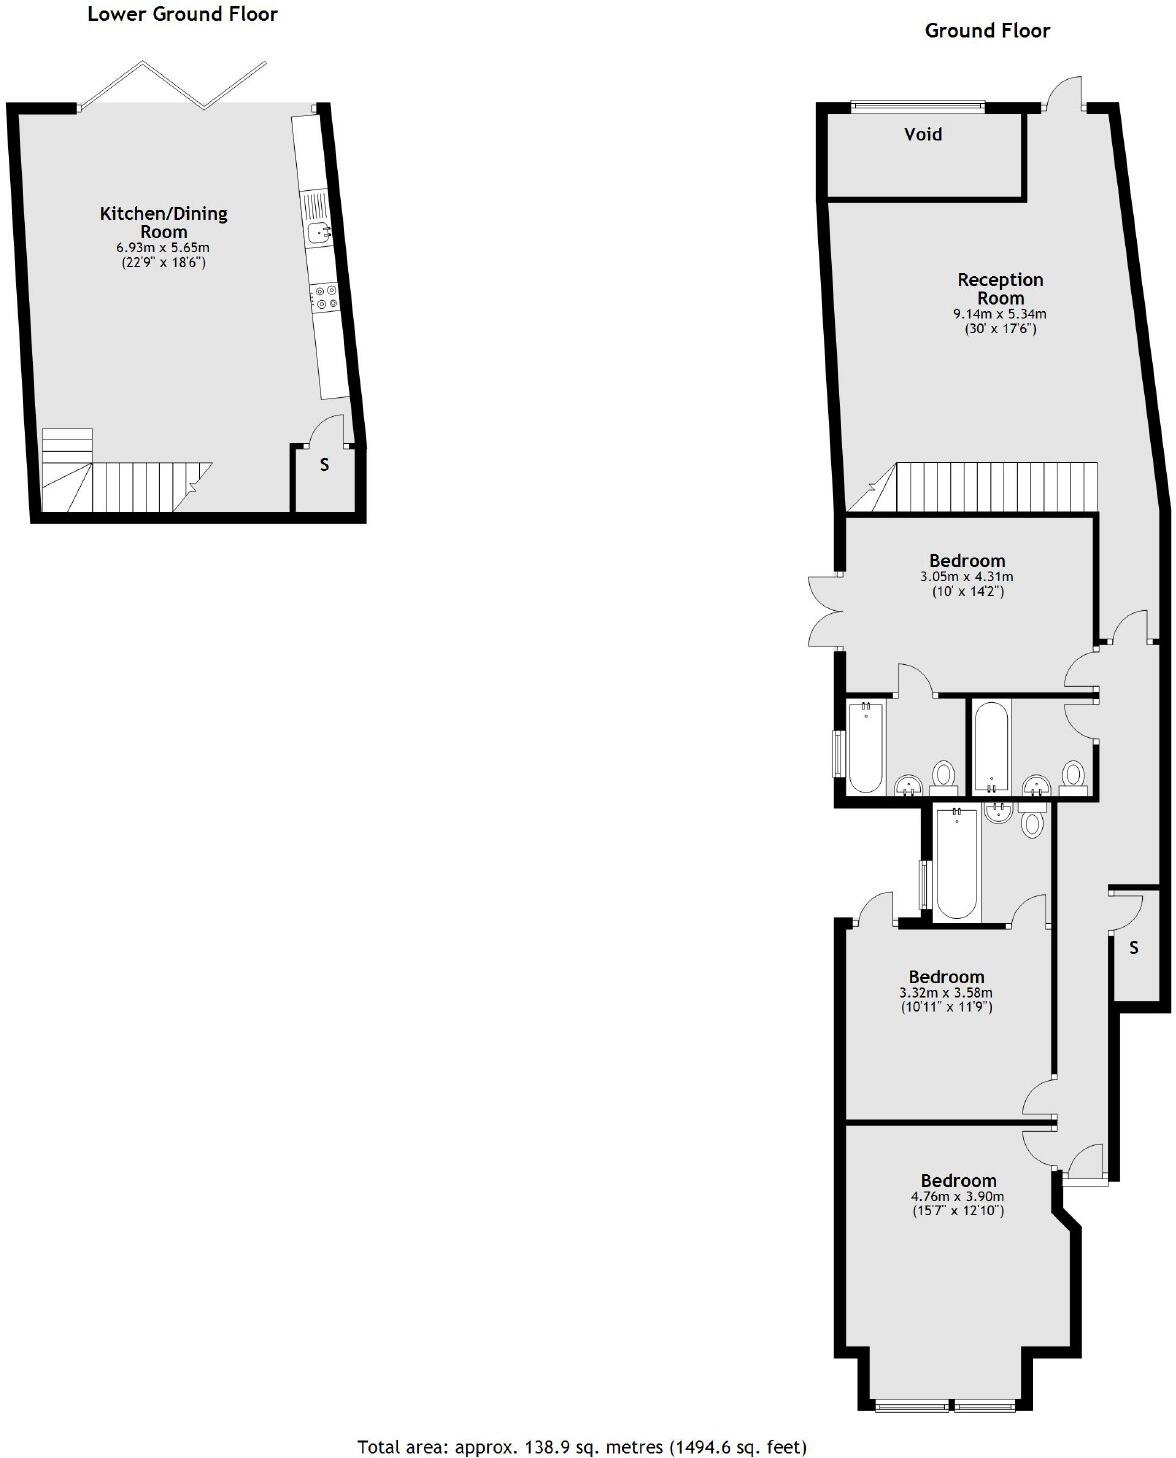 Lower Ground Floor
Kitchen/Dining
Room
6.93m x 5.65m
(22'9" x 18'6")
S
Ground Floor
Void
Reception
Room
9.14m x 5.34m
(30' x 17'6")
Bedroom
3.05m x 4.31m
(10' x 14'2")
Bedroom
3.32m x 3.58m
(10'11" x 11'9")
S
Bedroom
4.76m x 3.90m
(15'7" x 12'10")
Total area: approx. 138.9 sq. metres (1494.6 sq. feet)